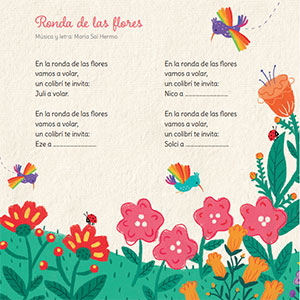 Ronda de las flores
Música y letra: María Sol Hermo
En la ronda de las flores
vamos a volar,
un colibrí te invita:
Juli a volar.
En la ronda de las flores
vamos a volar,
un colibrí te invita:
Eze a
En la ronda de las flores
vamos a volar,
un colibrí te invita:
Nico a
En la ronda de las flores
vamos a volar,
un colibrí te invita:
Solci a